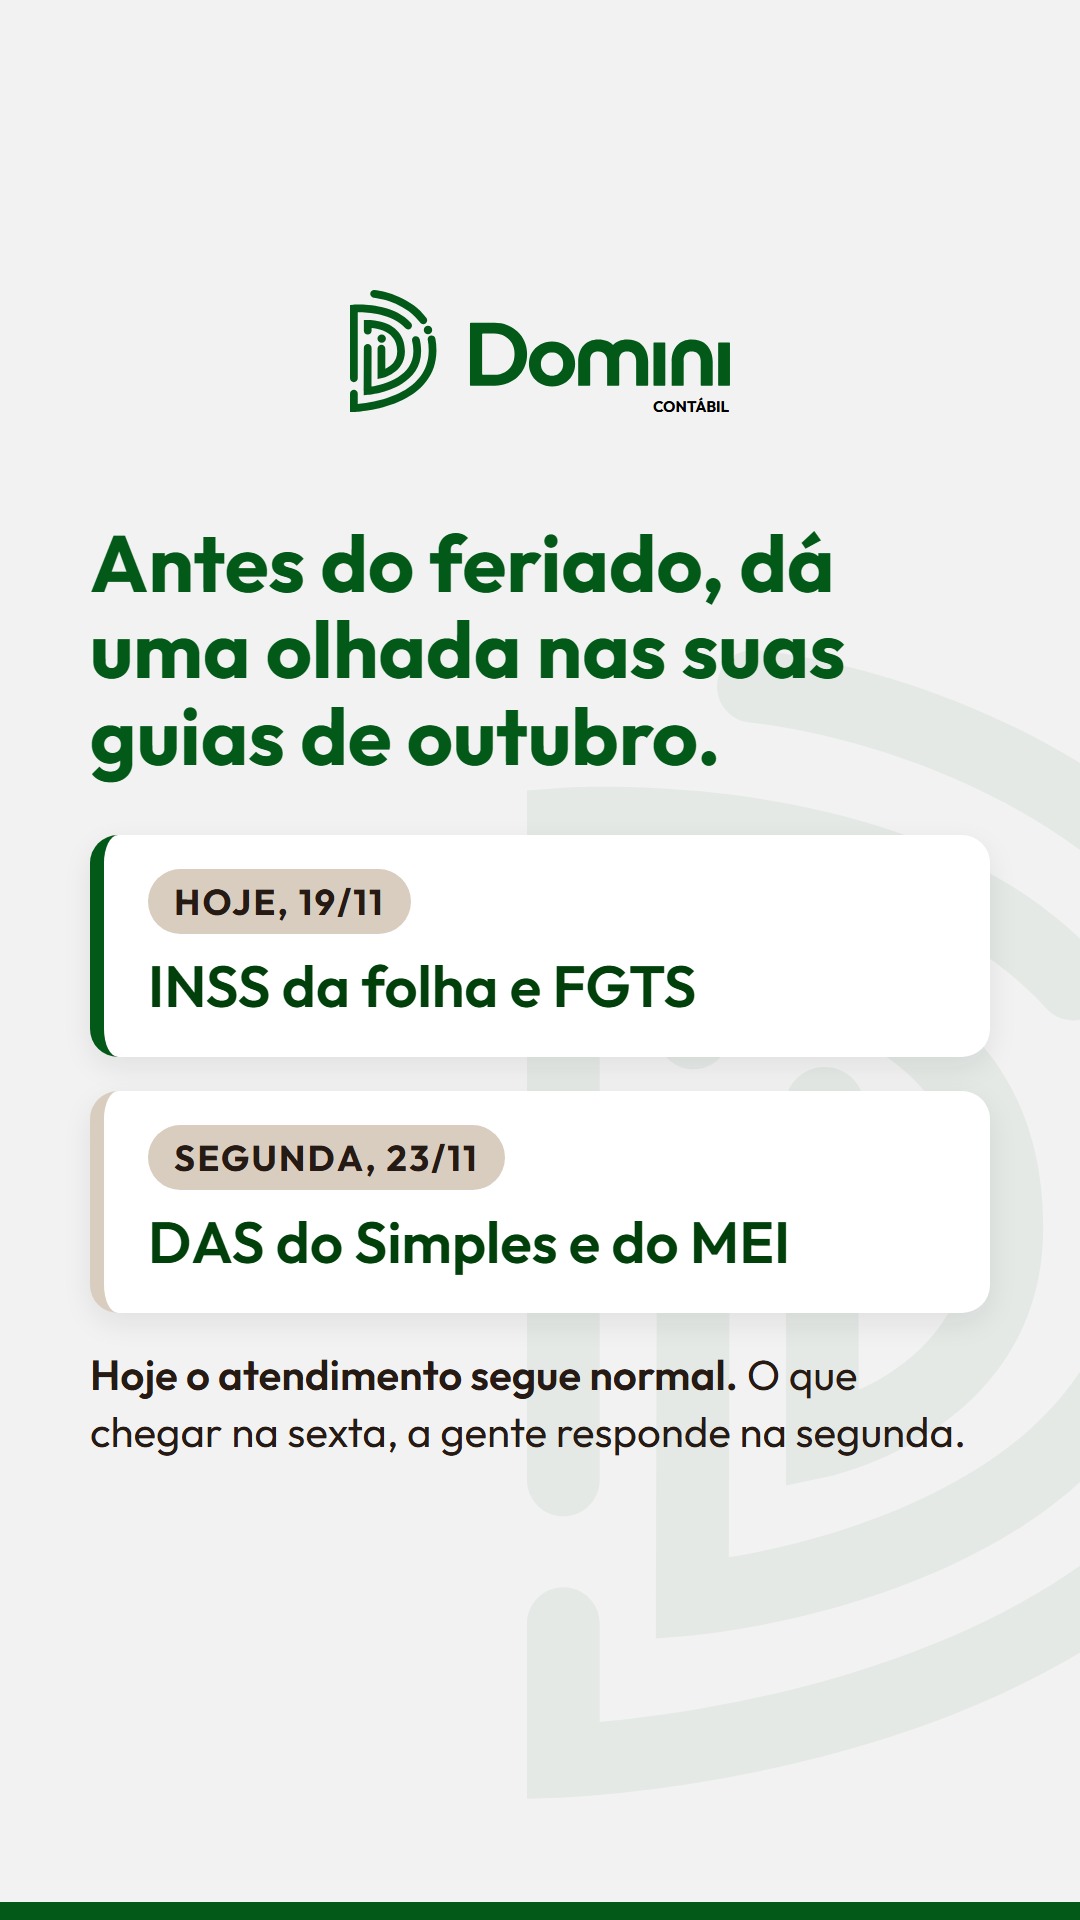 Domini
CONTÁBIL
Antes do feriado, dá
uma olhada nas suas
guias de outubro.
HOJE, 19/11
INSS da folha e FGTS
SEGUNDA, 23/11
DAS do Simples e do MEI
Hoje o atendimento segue normal. O que
chegar na sexta, a gente responde na segunda.